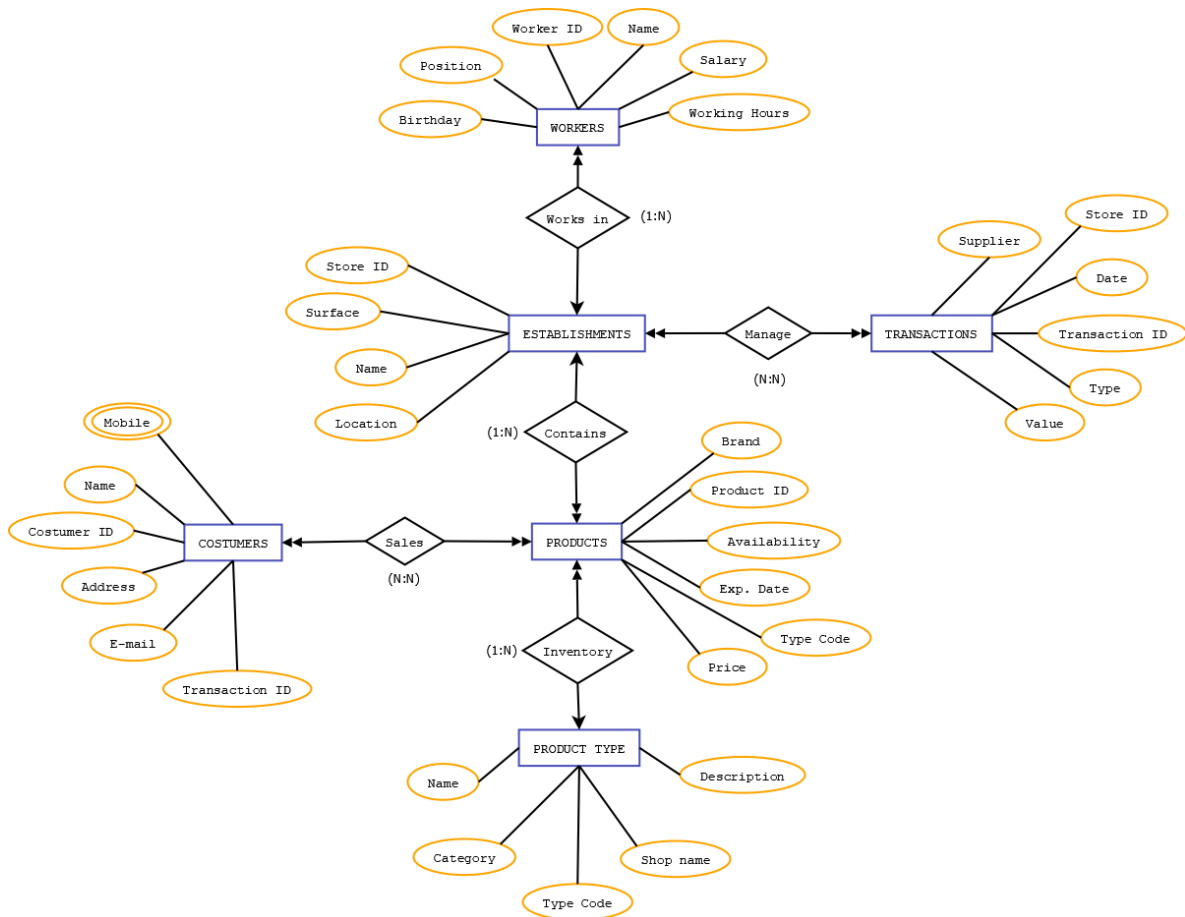 Worker ID
Name
Position
Salary
Birthday
Working Hours
WORKERS
Works in
(1:N)
Store ID
Supplier
Store ID
Surface
Date
ESTABLISHMENTS
Manage
TRANSACTIONS
Transaction ID
Name
(N:N)
Type
Location
Value
Mobile
(1:N)
Contains
Brand
Name
Product ID
Costumer ID
COSTUMERS
Sales
PRODUCTS
Availability
(N:N)
Address
Exp. Date
E-mail
(1:N)
Inventory
Type Code
Price
Transaction ID
PRODUCT TYPE
Name
Description
Category
Shop name
Type Code